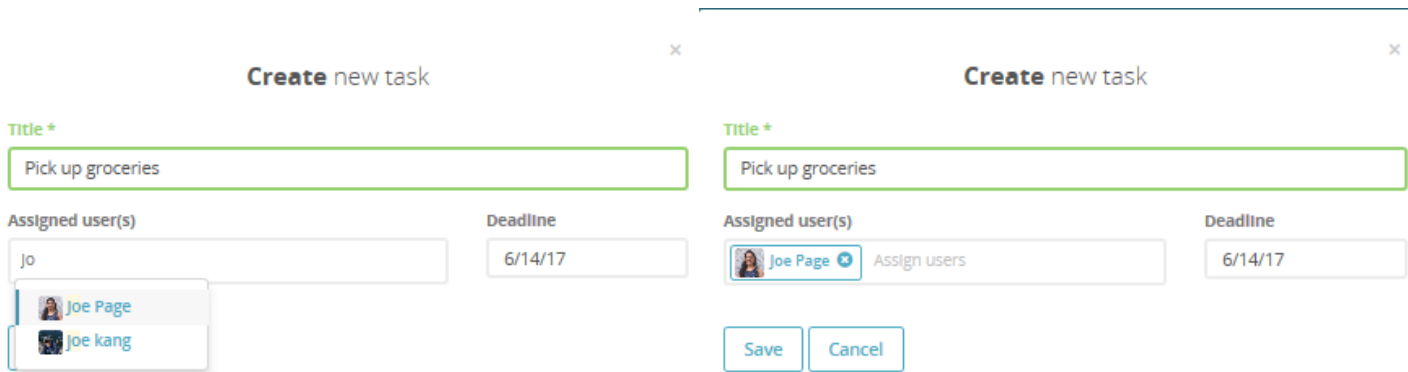 ×
Create new task
Title *
Pick up groceries
Assigned user(s)
Deadline
Jo
6/14/17
Joe Page
Joe kang
×
Create new task
Title *
Pick up groceries
Assigned user(s)
Deadline
Joe Page
Assign users
6/14/17
Save
Cancel